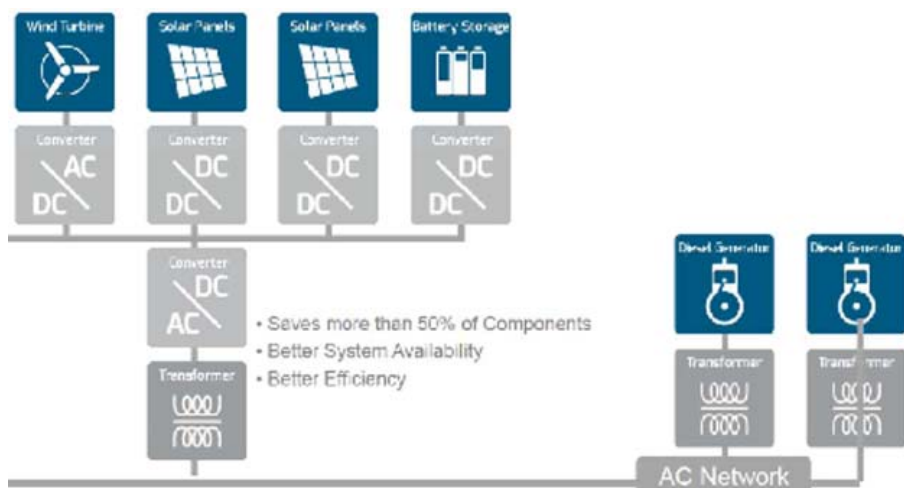 Wind Turbine
Solar Panels
Solar Panels
Battery Storage
Converter
AC
DC
Converter
DC
DC
Converter
DC
DC
Converter
DC
DC
Converter
DC
AC
Diesel Generator
Diesel Generator
• Saves more than 50% of Components
• Better System Availability
• Better Efficiency
Transformer
Transformer
Transformer
AC Network